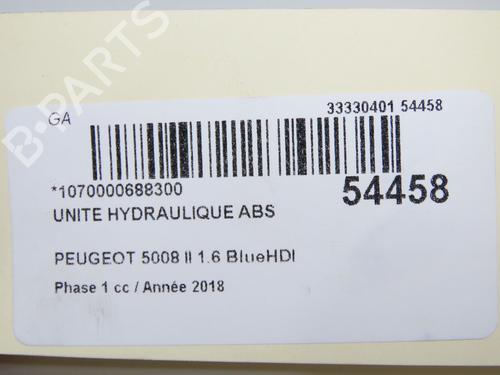 GA
33330401 54458
*1070000688300
54458
UNITE HYDRAULIQUE ABS
PEUGEOT 5008 II 1.6 BlueHDI
Phase 1 cc / Année 2018
B-PARTS